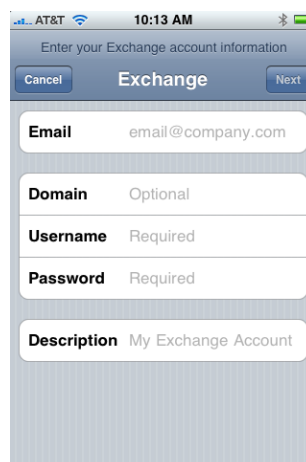 AT&T 10:13 AM
Enter your Exchange account information
Cancel Exchange Next
Email email@company.com
Domain Optional
Username Required
Password Required
Description My Exchange Account